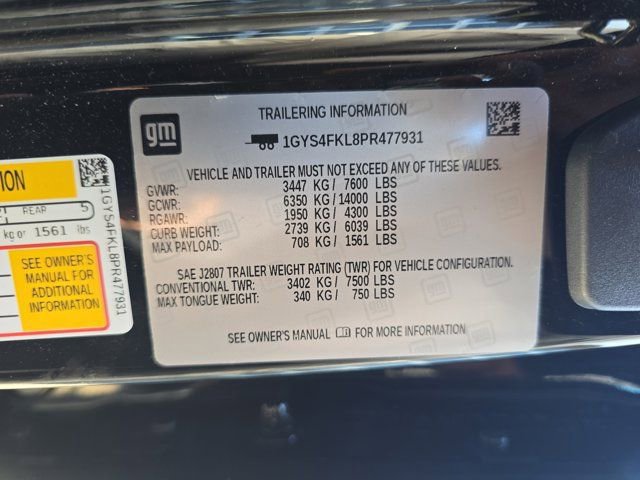 gm
TRAILERING INFORMATION
1GYS4FKL8PR477931
VEHICLE AND TRAILER MUST NOT EXCEED ANY OF THESE VALUES.
GVWR: 3447 KG / 7600 LBS
GCWR: 6350 KG / 14000 LBS
RGAWR: 1950 KG / 4300 LBS
CURB WEIGHT: 2739 KG / 6039 LBS
MAX PAYLOAD: 708 KG / 1561 LBS
SAE J2807 TRAILER WEIGHT RATING (TWR) FOR VEHICLE CONFIGURATION.
CONVENTIONAL TWR: 3402 KG / 7500 LBS
MAX TONGUE WEIGHT: 340 KG / 750 LBS
SEE OWNER'S MANUAL FOR MORE INFORMATION
ION
REAR 5
kg or 1561 lbs
SEE OWNER'S
MANUAL FOR
ADDITIONAL
INFORMATION
1GYS4FKL8PR477931